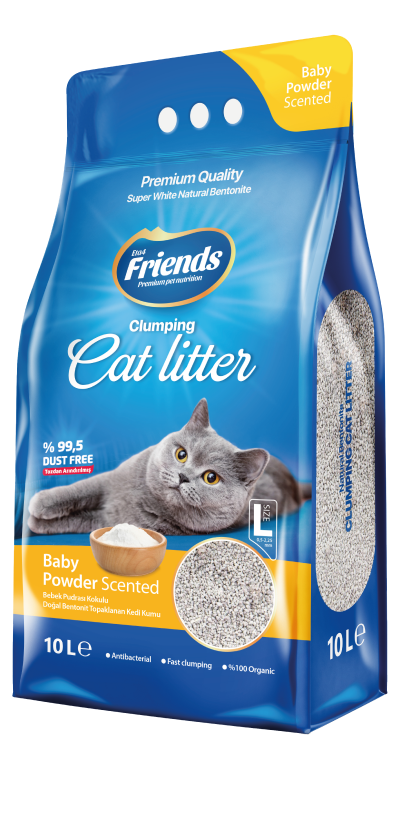 Baby
Powder
Scented
Premium Quality
Super White Natural Bentonite
Eto4
Friends
Premium pet nutrition
Clumping
Cat litter
% 99,5
DUST FREE
Tozdan Arındırılmış
SIZE
L
mm
Baby
Powder Scented
Bebek Pudrası Kokulu
Doğal Bentonit Topaklanan Kedi Kumu
10 L e
Antibacterial
Fast clumping
%100 Organic
CLUMPING CAT LITTER
10 L e